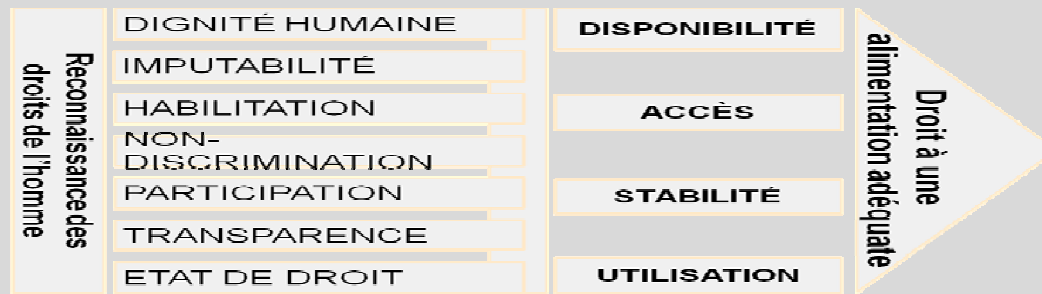 Reconnaissance des
droits de l'homme
DIGNITÉ HUMAINE
IMPUTABILITÉ
HABILITATION
NON-
DISCRIMINATION
PARTICIPATION
TRANSPARENCE
ETAT DE DROIT
DISPONIBILITÉ
ACCÈS
STABILITÉ
UTILISATION
Droit à une
alimentation adéquate